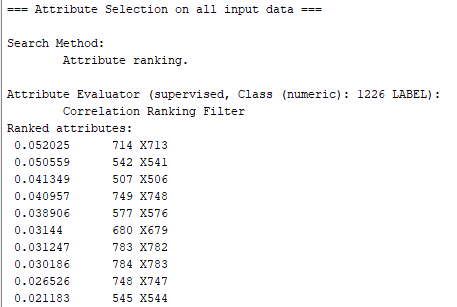 === Attribute Selection on all input data ===
Search Method:
Attribute ranking.
Attribute Evaluator (supervised, Class (numeric): 1226 LABEL):
Correlation Ranking Filter
Ranked attributes:
0.052025 714 X713
0.050559 542 X541
0.041349 507 X506
0.040957 749 X748
0.038906 577 X576
0.03144 680 X679
0.031247 783 X782
0.030186 784 X783
0.026526 748 X747
0.021183 545 X544